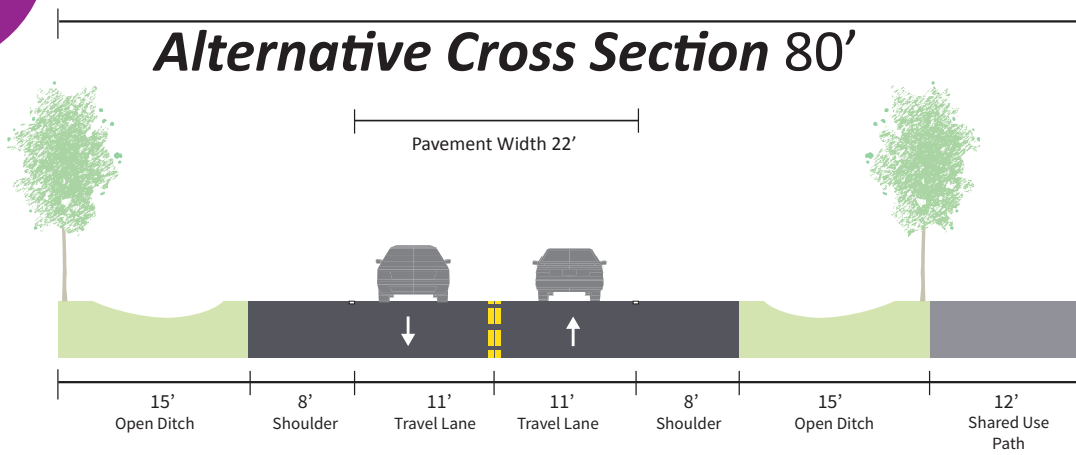 Alternative Cross Section 80’
Pavement Width 22’
15’
Open Ditch
8’
Shoulder
11’
Travel Lane
11’
Travel Lane
8’
Shoulder
15’
Open Ditch
12’
Shared Use
Path